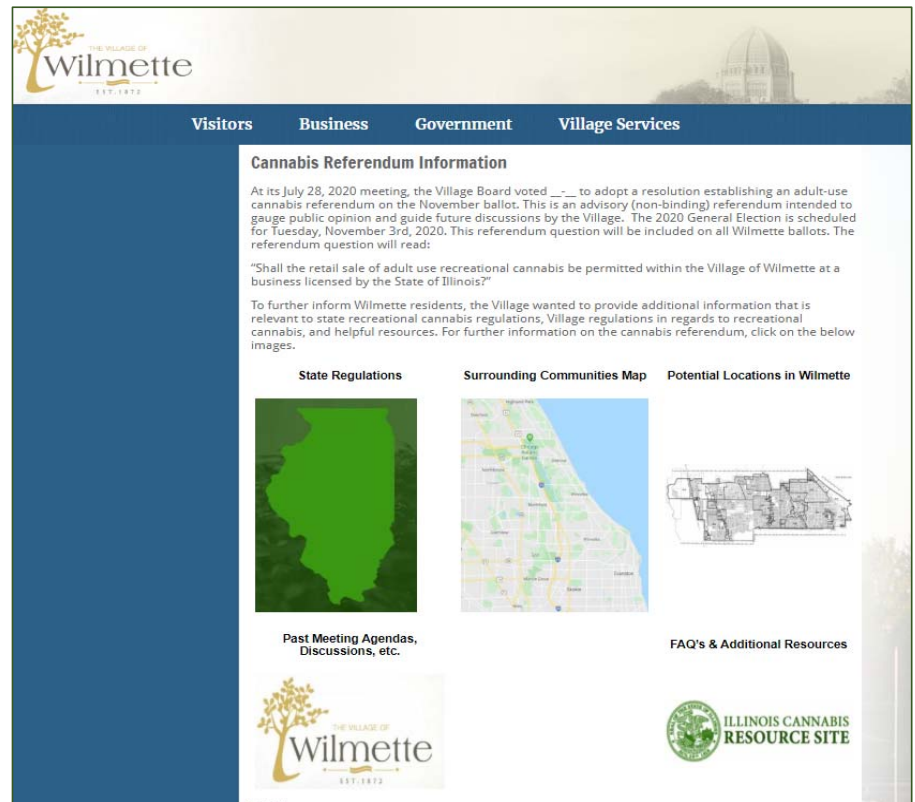 THE VILLAGE OF
Wilmette
EST. 1872
Visitors Business Government Village Services
Cannabis Referendum Information
At its July 28, 2020 meeting, the Village Board voted __-__ to adopt a resolution establishing an adult-use
cannabis referendum on the November ballot. This is an advisory (non-binding) referendum intended to
gauge public opinion and guide future discussions by the Village. The 2020 General Election is scheduled
for Tuesday, November 3rd, 2020. This referendum question will be included on all Wilmette ballots. The
referendum question will read:
"Shall the retail sale of adult use recreational cannabis be permitted within the Village of Wilmette at a
business licensed by the State of Illinois?"
To further inform Wilmette residents, the Village wanted to provide additional information that is
relevant to state recreational cannabis regulations, Village regulations in regards to recreational
cannabis, and helpful resources. For further information on the cannabis referendum, click on the below
images.
State Regulations Surrounding Communities Map Potential Locations in Wilmette
Highland Park
Northbrook
Glenview
Wilmette
Evanston
Morton Grove
Skokie
Past Meeting Agendas,
Discussions, etc.
FAQ's & Additional Resources
THE VILLAGE OF
Wilmette
EST. 1872
ILLINOIS CANNABIS
RESOURCE SITE